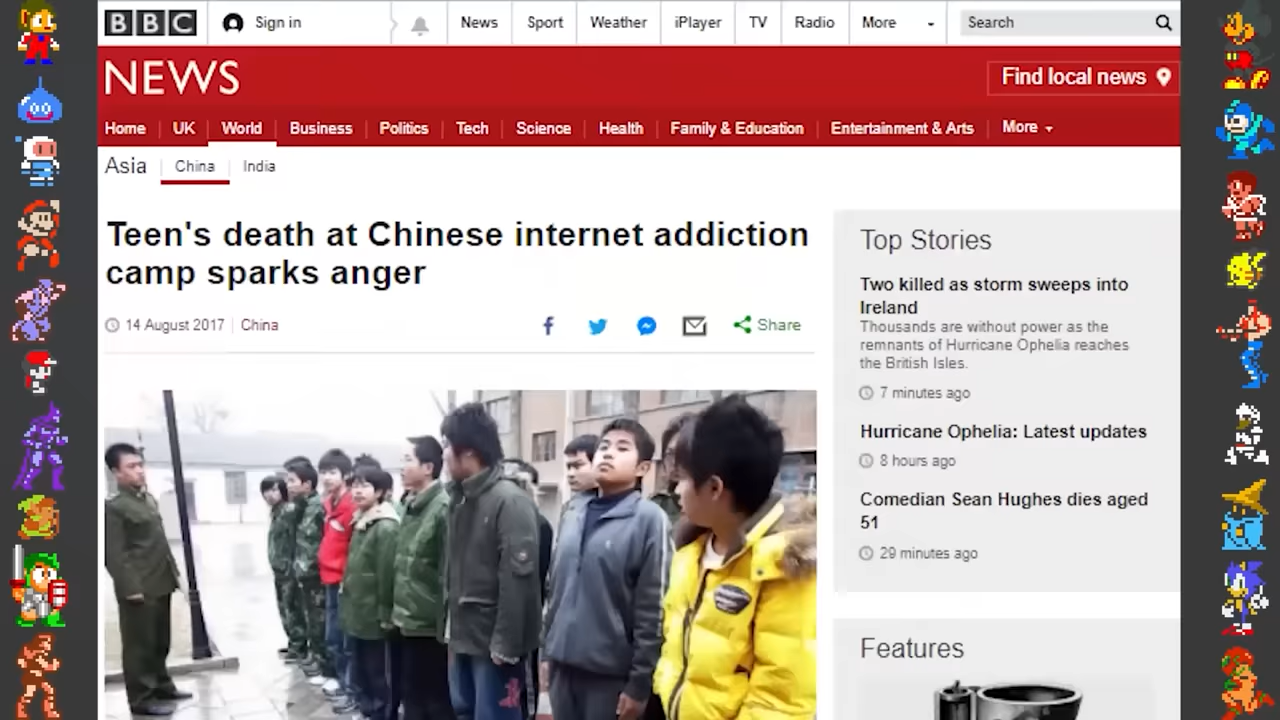 BBC Sign in News Sport Weather iPlayer TV Radio More Search
NEWS
Find local news
Home UK World Business Politics Tech Science Health Family & Education Entertainment & Arts More
Asia China India
Teen's death at Chinese internet addiction
camp sparks anger
14 August 2017 China
Share
Top Stories
Two killed as storm sweeps into
Ireland
Thousands are without power as the
remnants of Hurricane Ophelia reaches
the British Isles.
7 minutes ago
Hurricane Ophelia: Latest updates
8 hours ago
Comedian Sean Hughes dies aged
51
29 minutes ago
Features